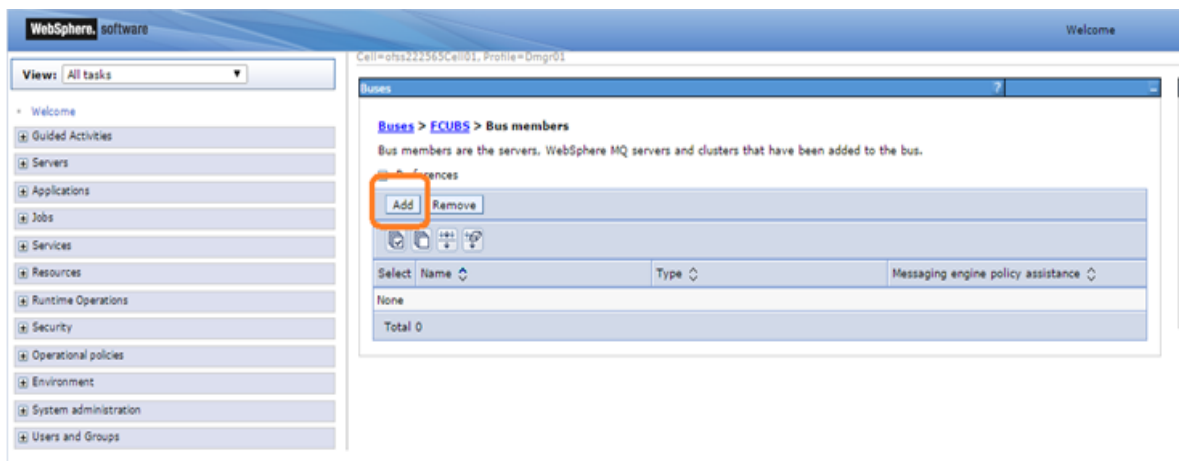 WebSphere. software
Welcome
Cell=ofss222565Cell01, Profile=Dmgr01
View: All tasks
Welcome
Guided Activities
Servers
Applications
Jobs
Services
Resources
Runtime Operations
Security
Operational policies
Environment
System administration
Users and Groups
Buses ? -
Buses > FCUBS > Bus members
Bus members are the servers, WebSphere MQ servers and clusters that have been added to the bus.
Preferences
Add Remove
Select Name Type Messaging engine policy assistance
None
Total 0